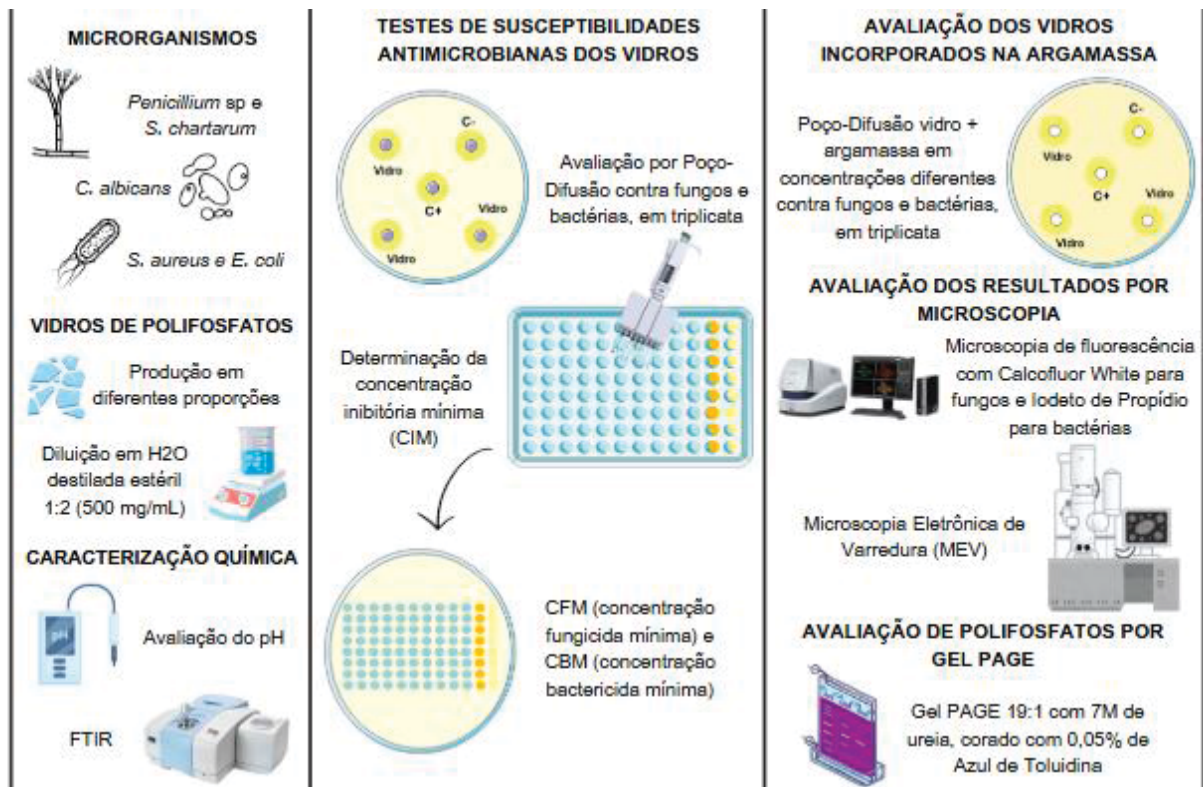 MICRORGANISMOS
Penicillium sp e
S. chartarum
C. albicans
S. aureus e E. coli
VIDROS DE POLIFOSFATOS
Produção em
diferentes proporções
Diluição em H2O
destilada estéril
1:2 (500 mg/mL)
CARACTERIZAÇÃO QUÍMICA
pH
Avaliação do pH
FTIR
TESTES DE SUSCEPTIBILIDADES
ANTIMICROBIANAS DOS VIDROS
C-
Vidro
C+
Vidro
Vidro
Avaliação por Poço-
Difusão contra fungos e
bactérias, em triplicata
Determinação da
concentração
inibitória mínima
(CIM)
CFM (concentração
fungicida mínima) e
CBM (concentração
bactericida mínima)
AVALIAÇÃO DOS VIDROS
INCORPORADOS NA ARGAMASSA
Poço-Difusão vidro +
argamassa em
concentrações diferentes
contra fungos e bactérias,
em triplicata
C-
Vidro
C+
Vidro
Vidro
AVALIAÇÃO DOS RESULTADOS POR
MICROSCOPIA
Microscopia de fluorescência
com Calcofluor White para
fungos e Iodeto de Propídio
para bactérias
Microscopia Eletrônica de
Varredura (MEV)
AVALIAÇÃO DE POLIFOSFATOS POR
GEL PAGE
Gel PAGE 19:1 com 7M de
ureia, corado com 0,05% de
Azul de Toluidina